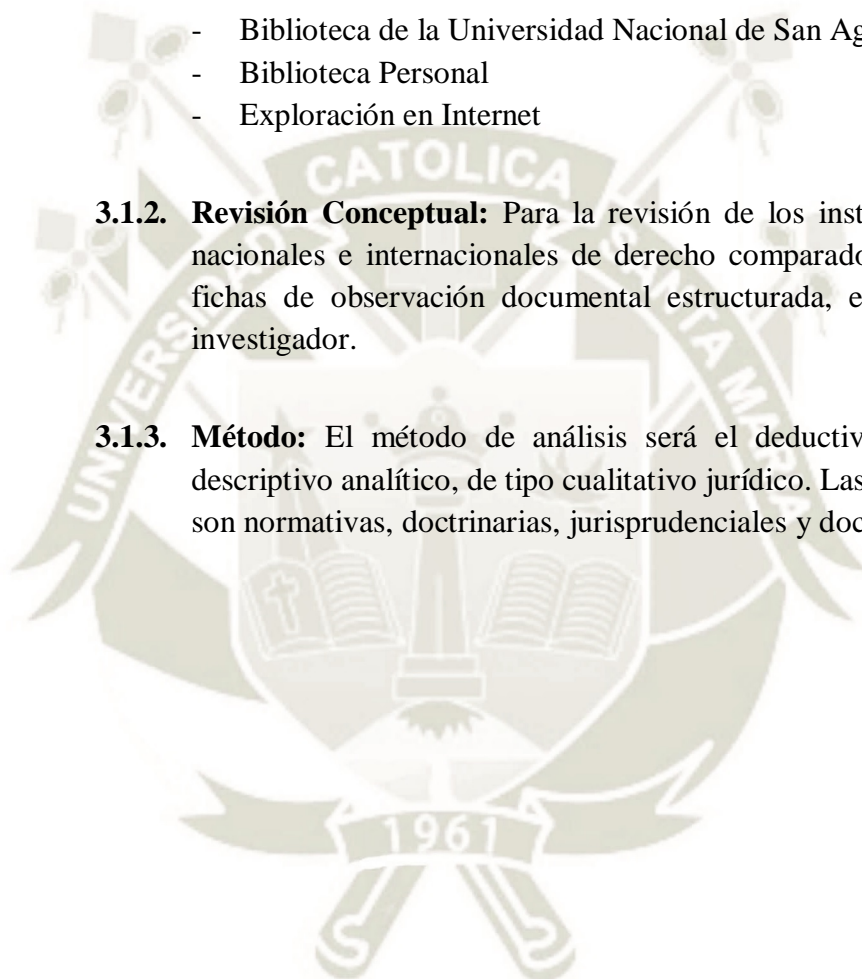 - Biblioteca de la Universidad Nacional de San Ag
- Biblioteca Personal
- Exploración en Internet
3.1.2. Revisión Conceptual: Para la revisión de los inst
nacionales e internacionales de derecho comparado
fichas de observación documental estructurada, e
investigador.
3.1.3. Método: El método de análisis será el deductiv
descriptivo analítico, de tipo cualitativo jurídico. Las
son normativas, doctrinarias, jurisprudenciales y doc
UNIVERSIDAD CATOLICA SANTA MARA
1961